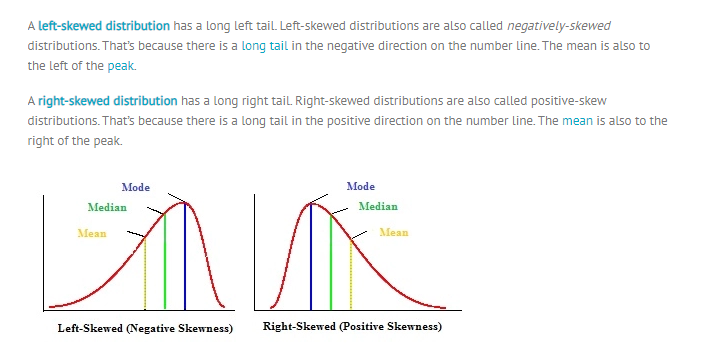 A left-skewed distribution has a long left tail. Left-skewed distributions are also called negatively-skewed
distributions. That's because there is a long tail in the negative direction on the number line. The mean is also to
the left of the peak.
A right-skewed distribution has a long right tail. Right-skewed distributions are also called positive-skew
distributions. That's because there is a long tail in the positive direction on the number line. The mean is also to the
right of the peak.
Mode
Median
Mean
Left-Skewed (Negative Skewness)
Mode
Median
Mean
Right-Skewed (Positive Skewness)